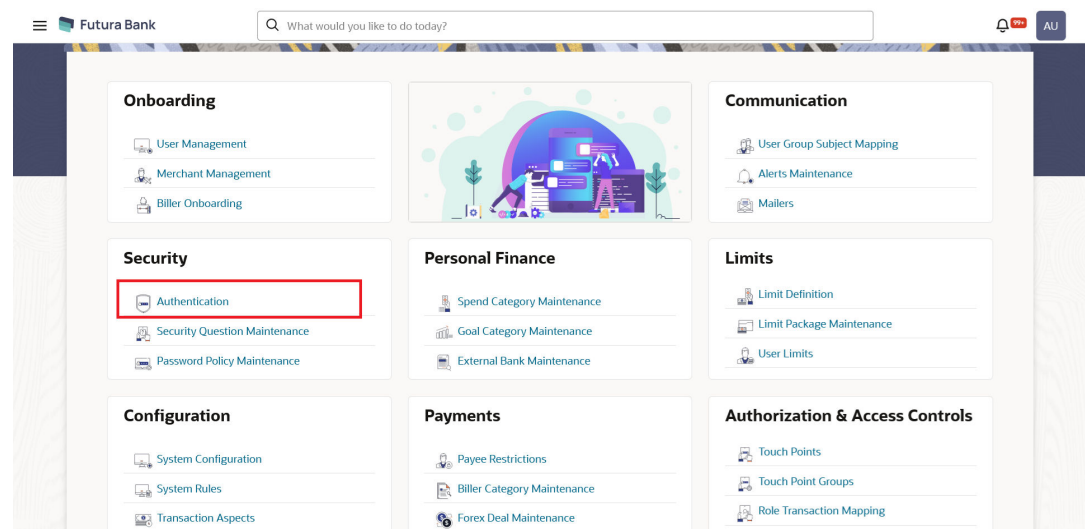 Futura Bank
What would you like to do today?
99+
AU
Onboarding
User Management
Merchant Management
Biller Onboarding
Communication
User Group Subject Mapping
Alerts Maintenance
Mailers
Security
Authentication
Security Question Maintenance
Password Policy Maintenance
Personal Finance
Spend Category Maintenance
Goal Category Maintenance
External Bank Maintenance
Limits
Limit Definition
Limit Package Maintenance
User Limits
Configuration
System Configuration
System Rules
Transaction Aspects
Payments
Payee Restrictions
Biller Category Maintenance
Forex Deal Maintenance
Authorization & Access Controls
Touch Points
Touch Point Groups
Role Transaction Mapping